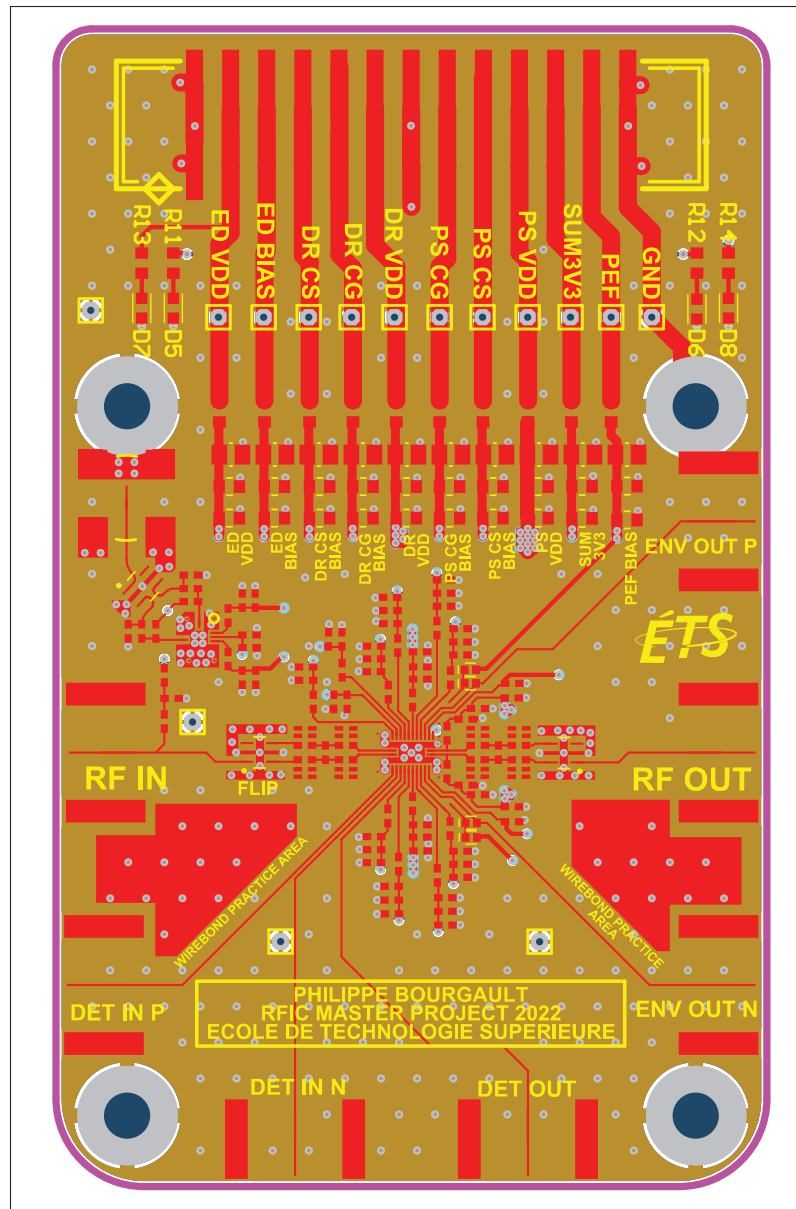 R13
R11
ED VDD
ED BIAS
DR CS
DR CG
DR VDD
PS CG
PS CS
PS VDD
SUM3V3
PEF
GND
R12
R14
D7
D5
D6
D8
ED
VDD
ED
BIAS
DR CS
BIAS
DR CG
BIAS
DR
VDD
PS CG
BIAS
PS CS
BIAS
PS
VDD
SUM
3V3
PEF BIAS
ENV OUT P
ÉTS
RF IN
FLIP
RF OUT
WIREBOND PRACTICE AREA
WIREBOND PRACTICE
AREA
DET IN P
PHILIPPE BOURGAULT
RFIC MASTER PROJECT 2022
ECOLE DE TECHNOLOGIE SUPERIEURE
ENV OUT N
DET IN N
DET OUT